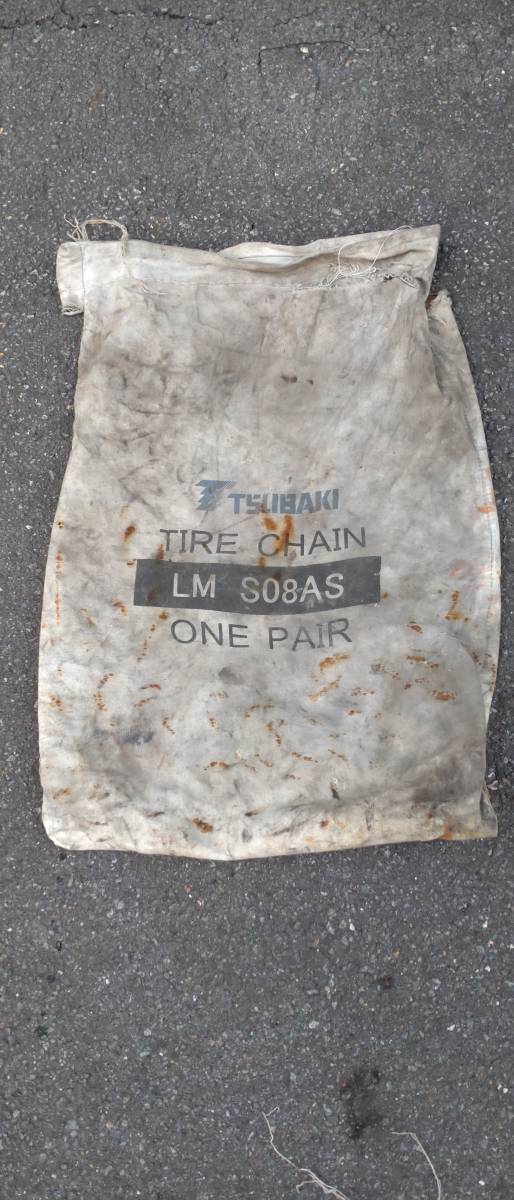 TSUBAKI
TIRE CHAIN
LM S08AS
ONE PAIR